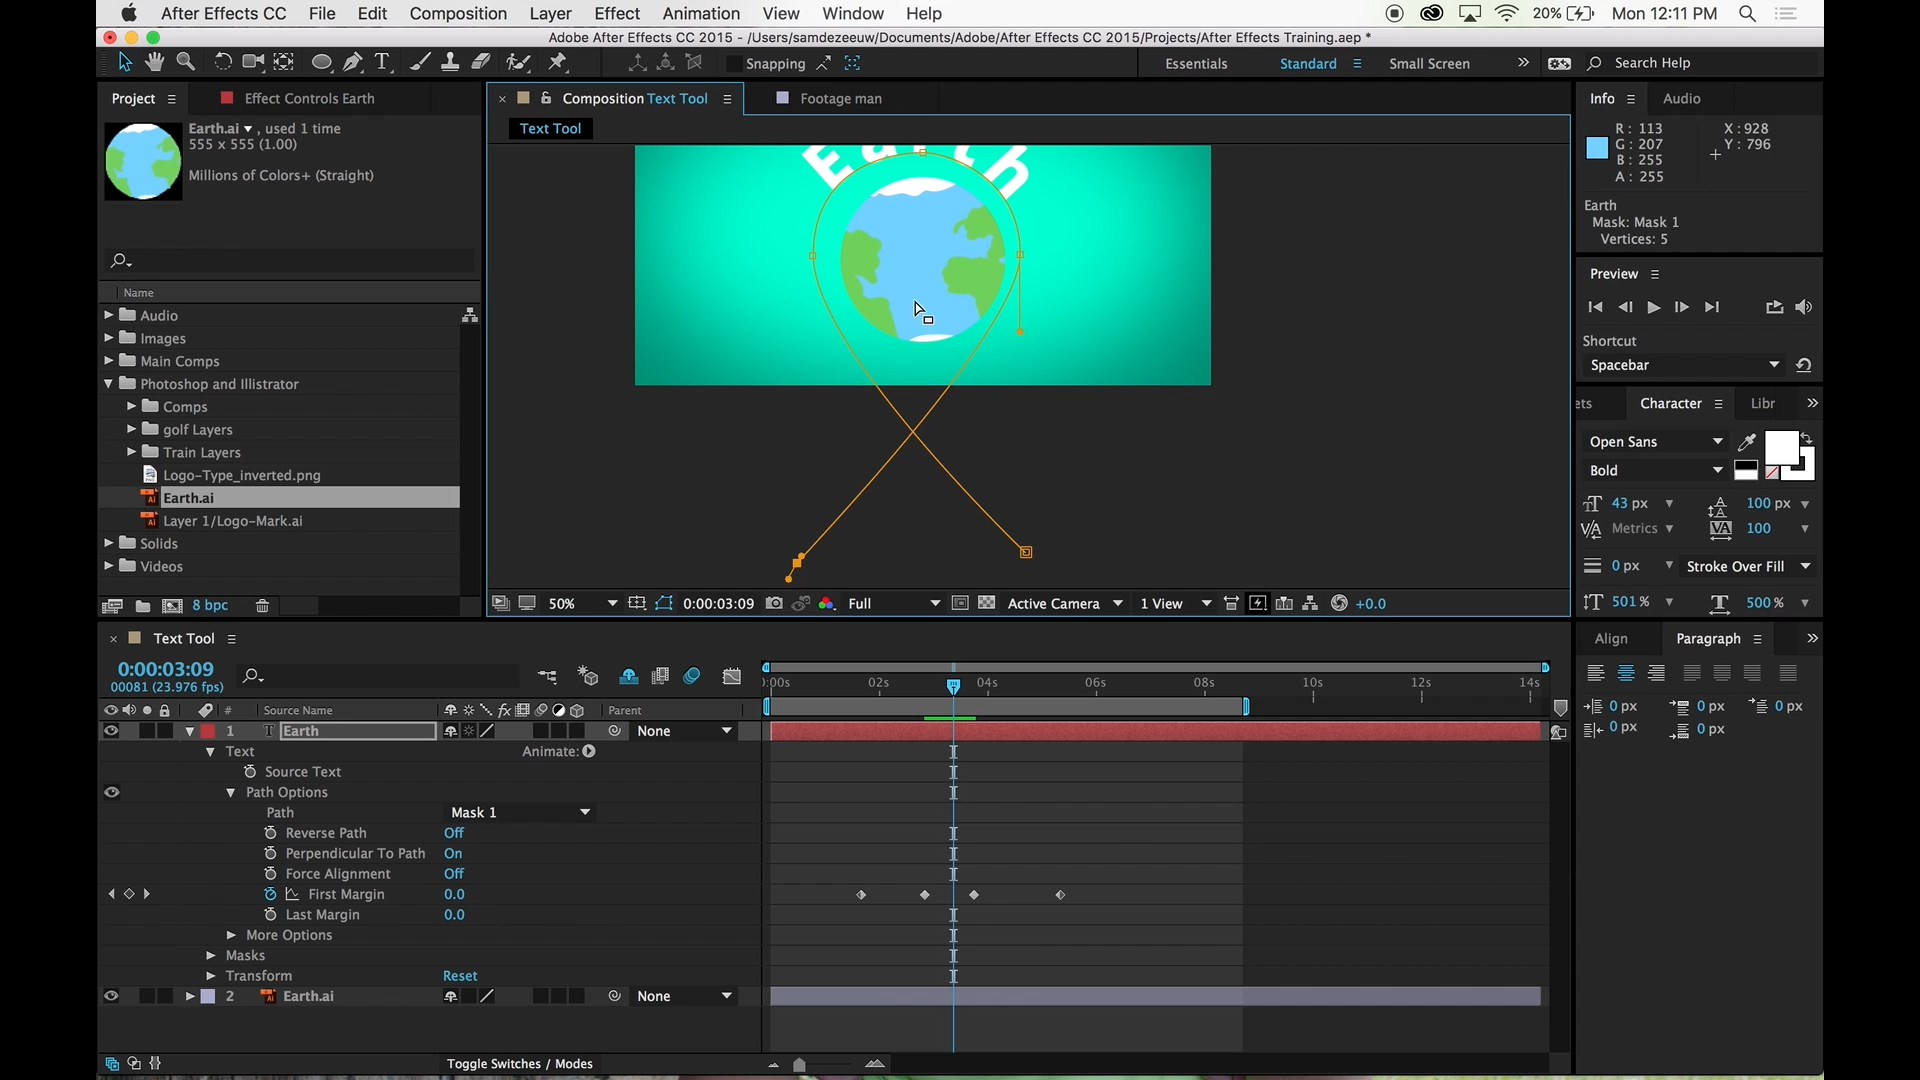 After Effects CC File Edit Composition Layer Effect Animation View Window Help 20% Mon 12:11 PM
Adobe After Effects CC 2015 - /Users/samdezeeuw/Documents/Adobe/After Effects CC 2015/Projects/After Effects Training.aep *
Snapping Essentials Standard Small Screen Search Help
Project Effect Controls Earth
Earth.ai , used 1 time
555 x 555 (1.00)
Millions of Colors+ (Straight)
Name
Audio
Images
Main Comps
Photoshop and Illistrator
Comps
golf Layers
Train Layers
Logo-Type_inverted.png
Earth.ai
Layer 1/Logo-Mark.ai
Solids
Videos
8 bpc
Composition Text Tool Footage man
Text Tool
Earth
50% 0:00:03:09 Full Active Camera 1 View +0.0
Info Audio
R: 113 X: 928
G: 207 Y: 796
B: 255
A: 255
Earth
Mask: Mask 1
Vertices: 5
Preview
Shortcut
Spacebar
ets Character Libr
Open Sans
Bold
43 px 100 px
Metrics 100
0 px Stroke Over Fill
501 % 500 %
Align Paragraph
0 px 0 px 0 px
0 px 0 px
Text Tool
0:00:03:09
00081 (23.976 fps)
:00s 02s 04s 06s 08s 10s 12s 14s
# Source Name Parent
1 Earth None
Text Animate:
Source Text
Path Options
Path Mask 1
Reverse Path Off
Perpendicular To Path On
Force Alignment Off
First Margin 0.0
Last Margin 0.0
More Options
Masks
Transform Reset
2 Earth.ai None
Toggle Switches / Modes